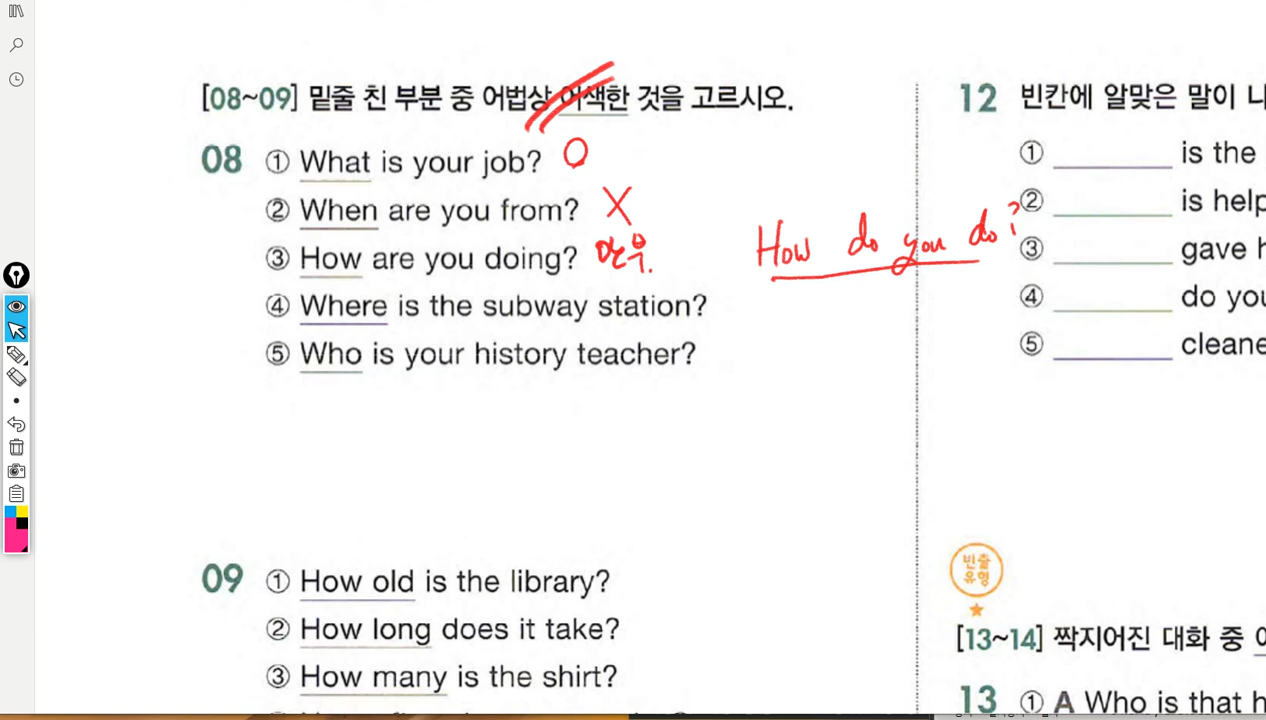 [08~09] 밑줄 친 부분 중 어법상 어색한 것을 고르시오.
08 ① What is your job? O
② When are you from? X
③ How are you doing?
④ Where is the subway station?
⑤ Who is your history teacher?
How do you do?
09 ① How old is the library?
② How long does it take?
③ How many is the shirt?
12 빈칸에 알맞은 말이
① is the
② is help
③ gave
④ do you
⑤ cleane
빈출
유형
[13~14] 짝지어진 대화 중
13 ① A Who is that h